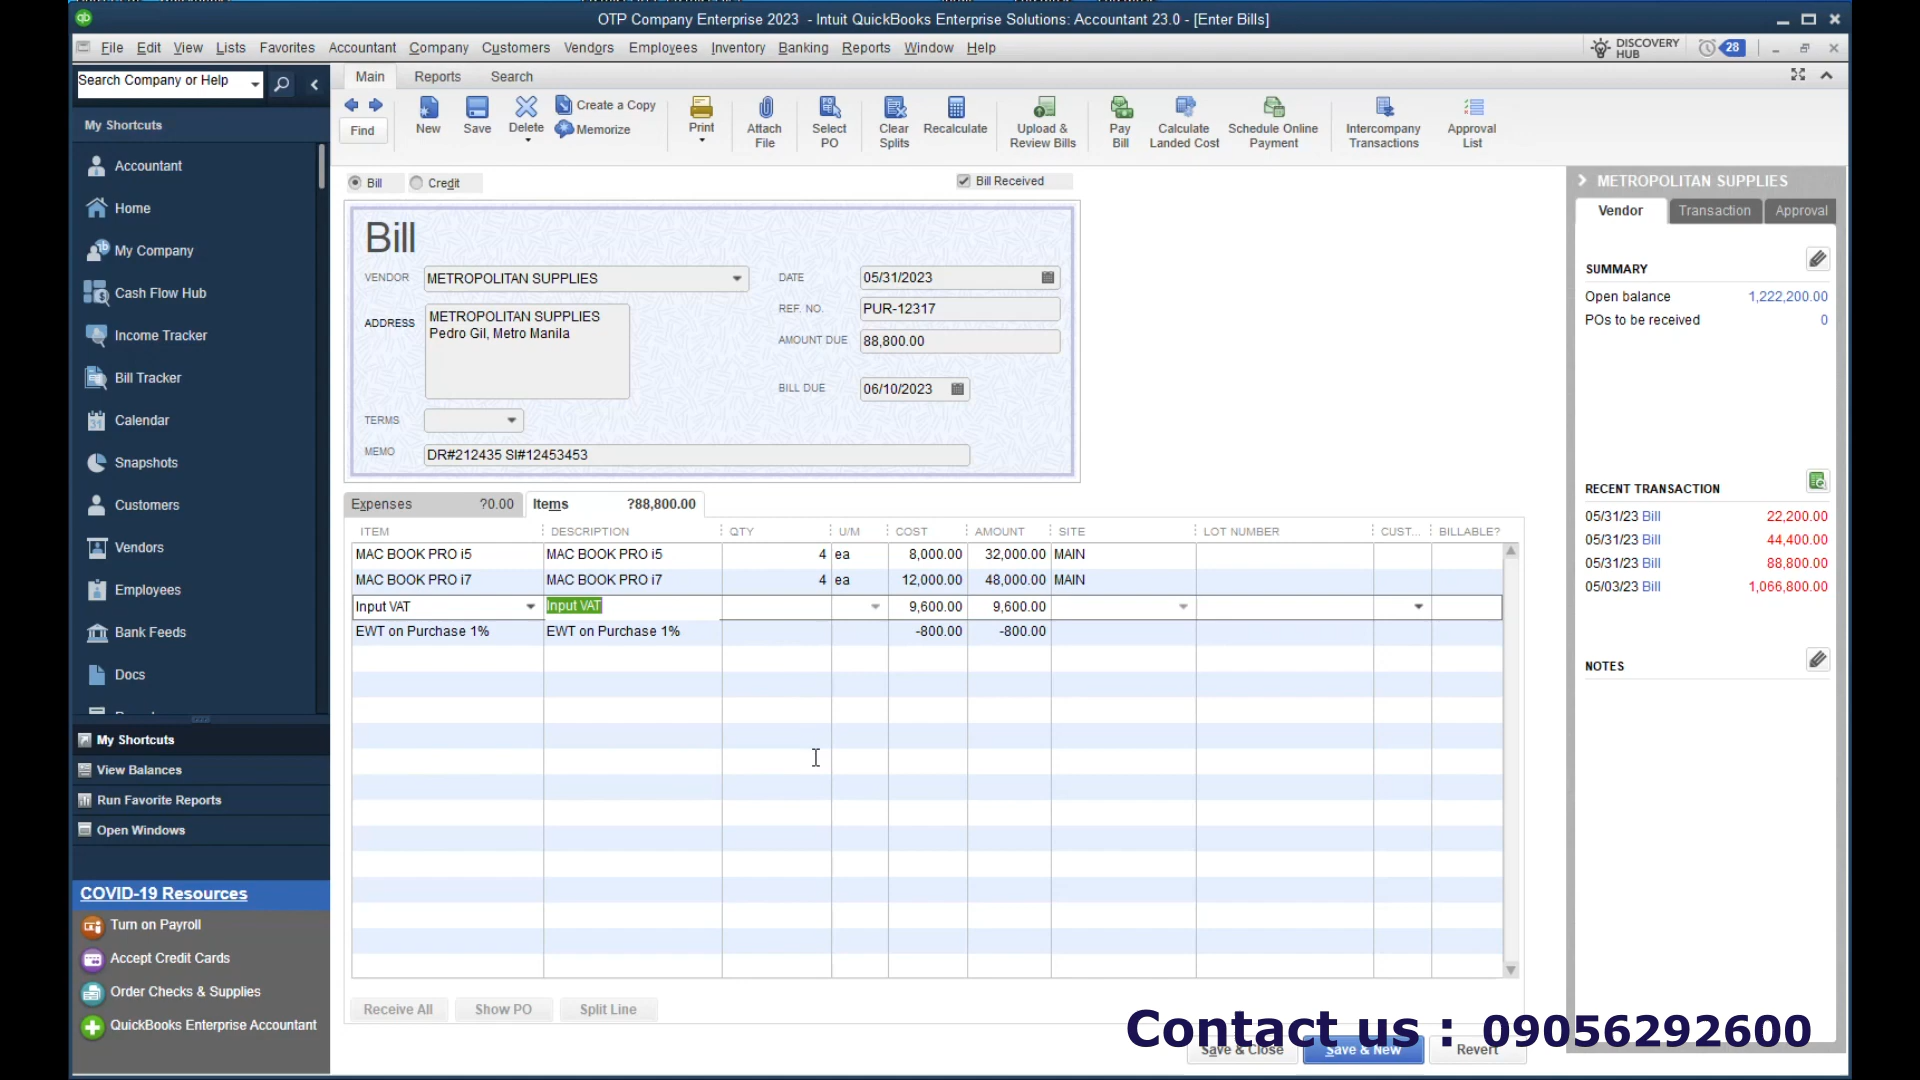 OTP Company Enterprise 2023 - Intuit QuickBooks Enterprise Solutions: Accountant 23.0 - [Enter Bills]
File Edit View Lists Favorites Accountant Company Customers Vendors Employees Inventory Banking Reports Window Help
DISCOVERY HUB
28
Search Company or Help
Main Reports Search
Find
New
Save
Delete
Create a Copy
Memorize
Print
Attach File
Select PO
Clear Splits
Recalculate
Upload & Review Bills
Pay Bill
Calculate Landed Cost
Schedule Online Payment
Intercompany Transactions
Approval List
My Shortcuts
Accountant
Home
My Company
Cash Flow Hub
Income Tracker
Bill Tracker
Calendar
Snapshots
Customers
Vendors
Employees
Bank Feeds
Docs
My Shortcuts
View Balances
Run Favorite Reports
Open Windows
COVID-19 Resources
Turn on Payroll
Accept Credit Cards
Order Checks & Supplies
QuickBooks Enterprise Accountant
Bill Credit Bill Received
Bill
VENDOR METROPOLITAN SUPPLIES
DATE 05/31/2023
ADDRESS METROPOLITAN SUPPLIES
Pedro Gil, Metro Manila
REF. NO. PUR-12317
AMOUNT DUE 88,800.00
BILL DUE 06/10/2023
TERMS
MEMO DR#212435 SI#12453453
Expenses ?0.00 Items ?88,800.00
ITEM DESCRIPTION QTY U/M COST AMOUNT SITE LOT NUMBER CUST... BILLABLE?
MAC BOOK PRO i5 MAC BOOK PRO i5 4 ea 8,000.00 32,000.00 MAIN
MAC BOOK PRO i7 MAC BOOK PRO i7 4 ea 12,000.00 48,000.00 MAIN
Input VAT Input VAT 9,600.00 9,600.00
EWT on Purchase 1% EWT on Purchase 1% -800.00 -800.00
Receive All Show PO Split Line
Save & Close Save & New Revert
METROPOLITAN SUPPLIES
Vendor Transaction Approval
SUMMARY
Open balance 1,222,200.00
POs to be received 0
RECENT TRANSACTION
05/31/23 Bill 22,200.00
05/31/23 Bill 44,400.00
05/31/23 Bill 88,800.00
05/03/23 Bill 1,066,800.00
NOTES
Contact us : 09056292600